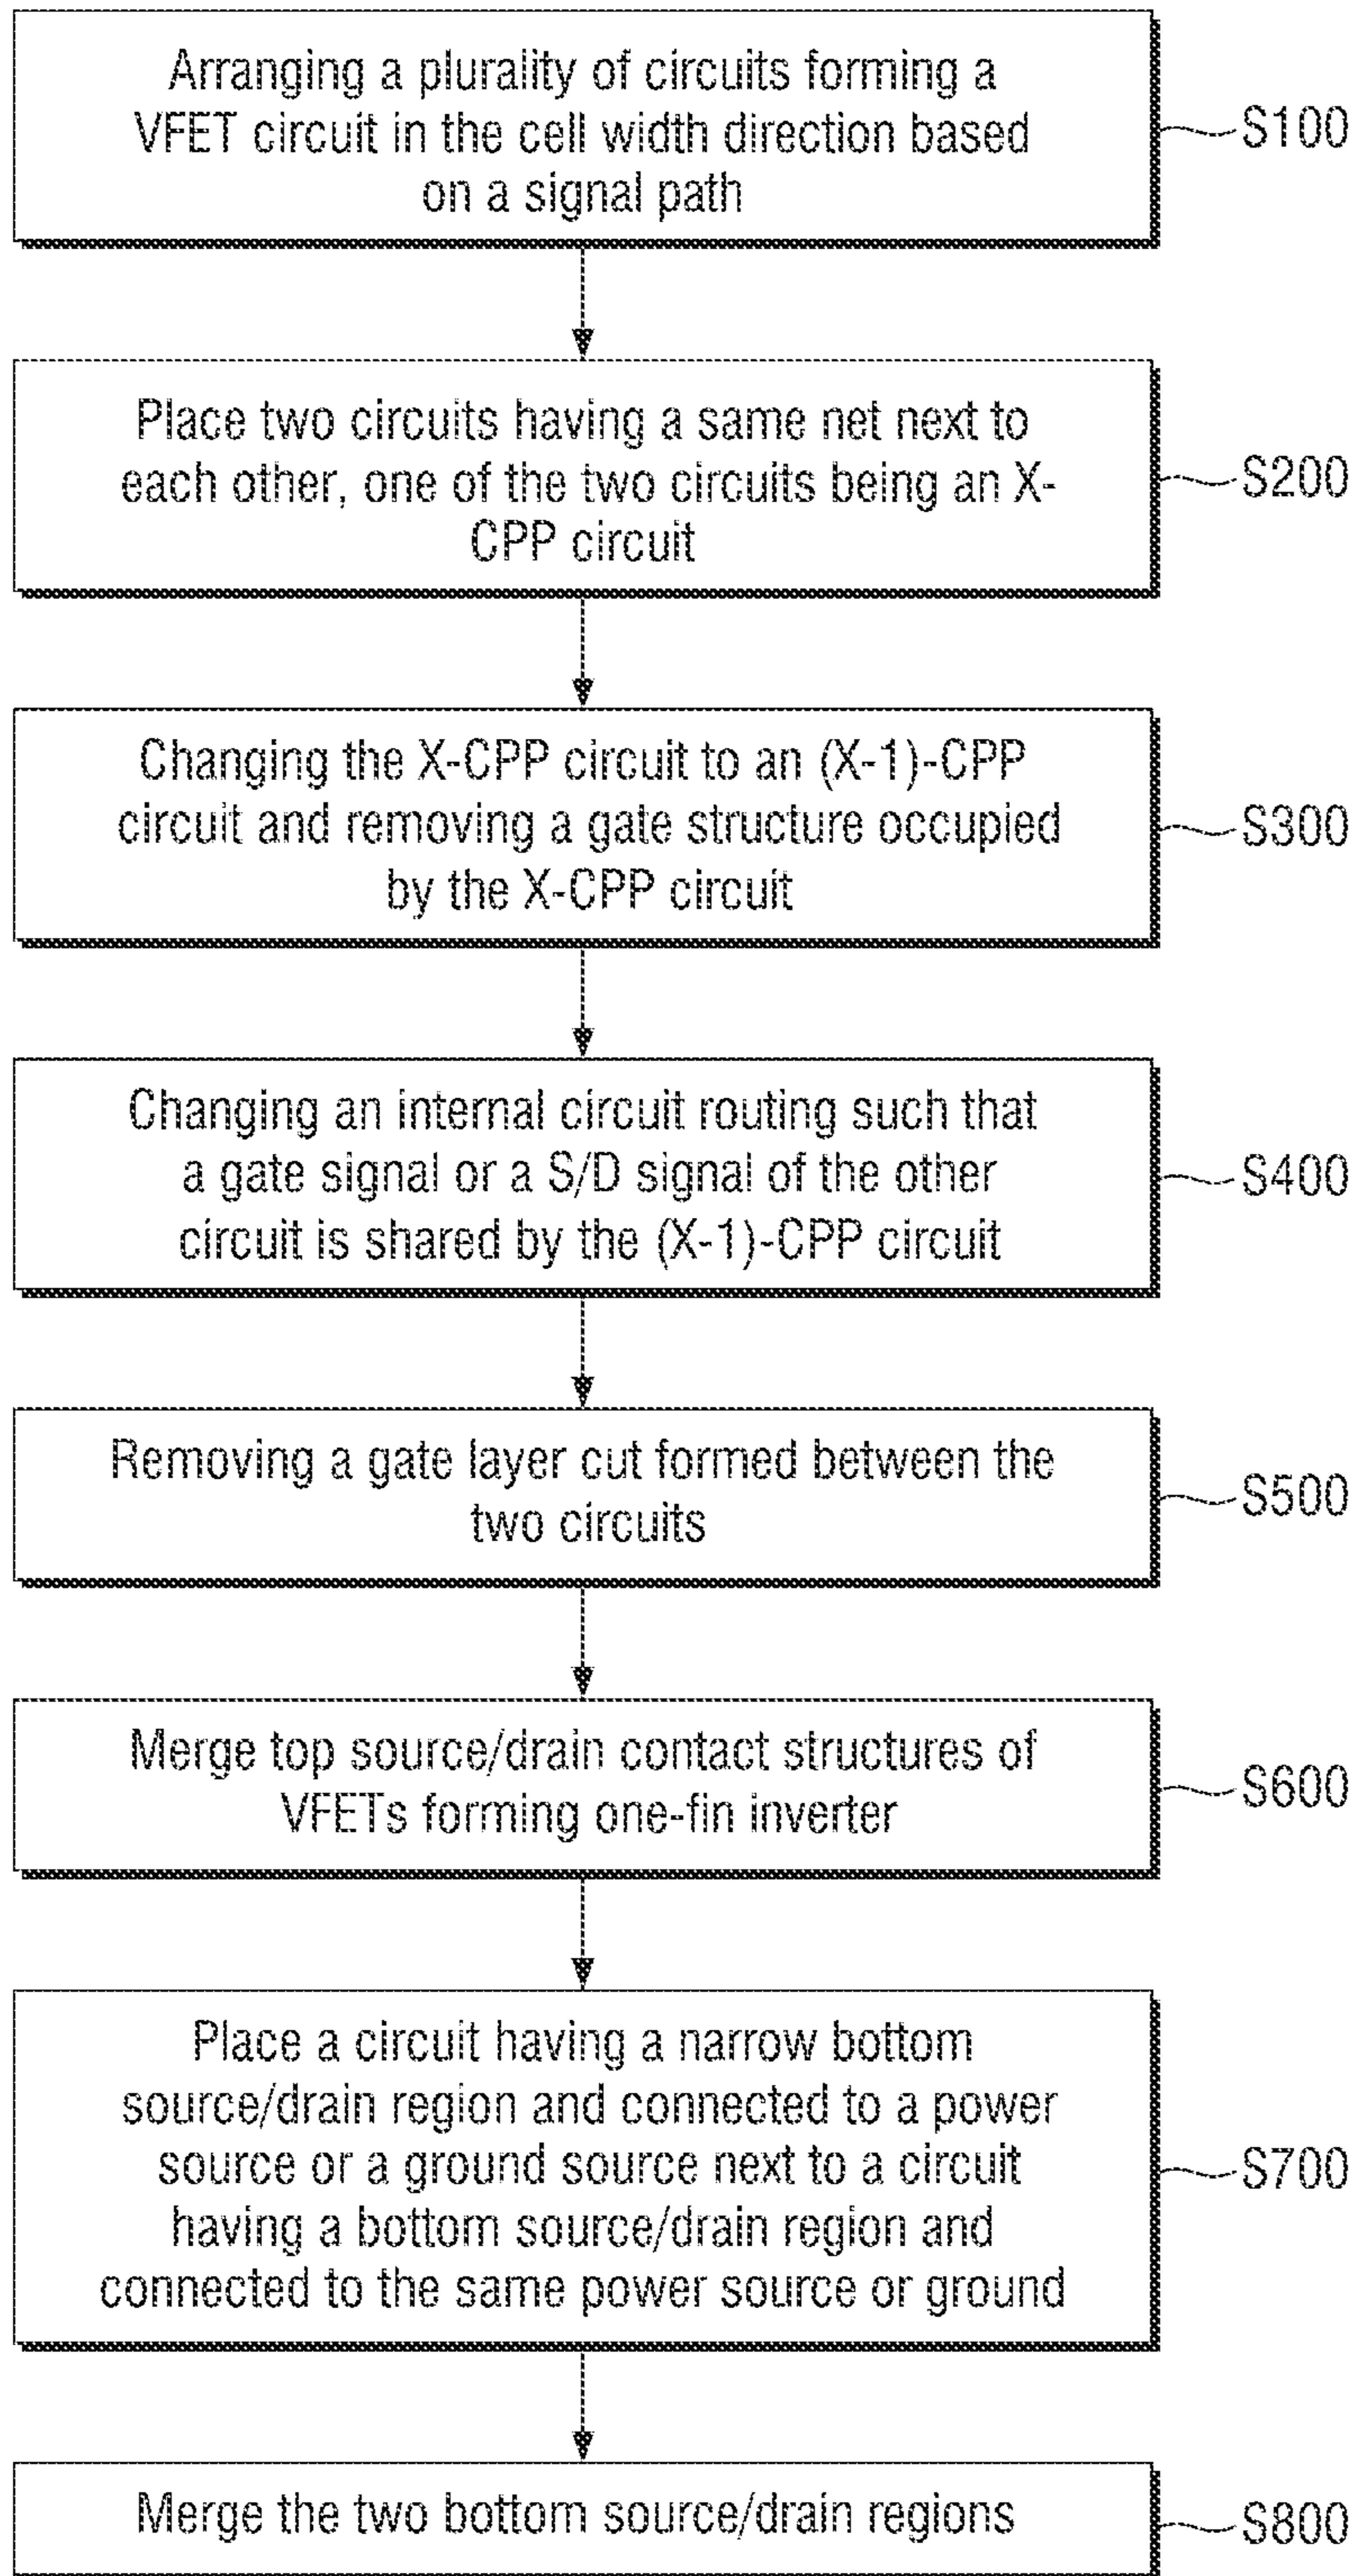 Arranging a plurality of circuits forming a
VFET circuit in the cell width direction based
on a signal path
S100
Place two circuits having a same net next to
each other, one of the two circuits being an X-
CPP circuit
S200
Changing the X-CPP circuit to an (X-1)-CPP
circuit and removing a gate structure occupied
by the X-CPP circuit
S300
Changing an internal circuit routing such that
a gate signal or a S/D signal of the other
circuit is shared by the (X-1)-CPP circuit
S400
Removing a gate layer cut formed between the
two circuits
S500
Merge top source/drain contact structures of
VFETs forming one-fin inverter
S600
Place a circuit having a narrow bottom
source/drain region and connected to a power
source or a ground source next to a circuit
having a bottom source/drain region and
connected to the same power source or ground
S700
Merge the two bottom source/drain regions
S800